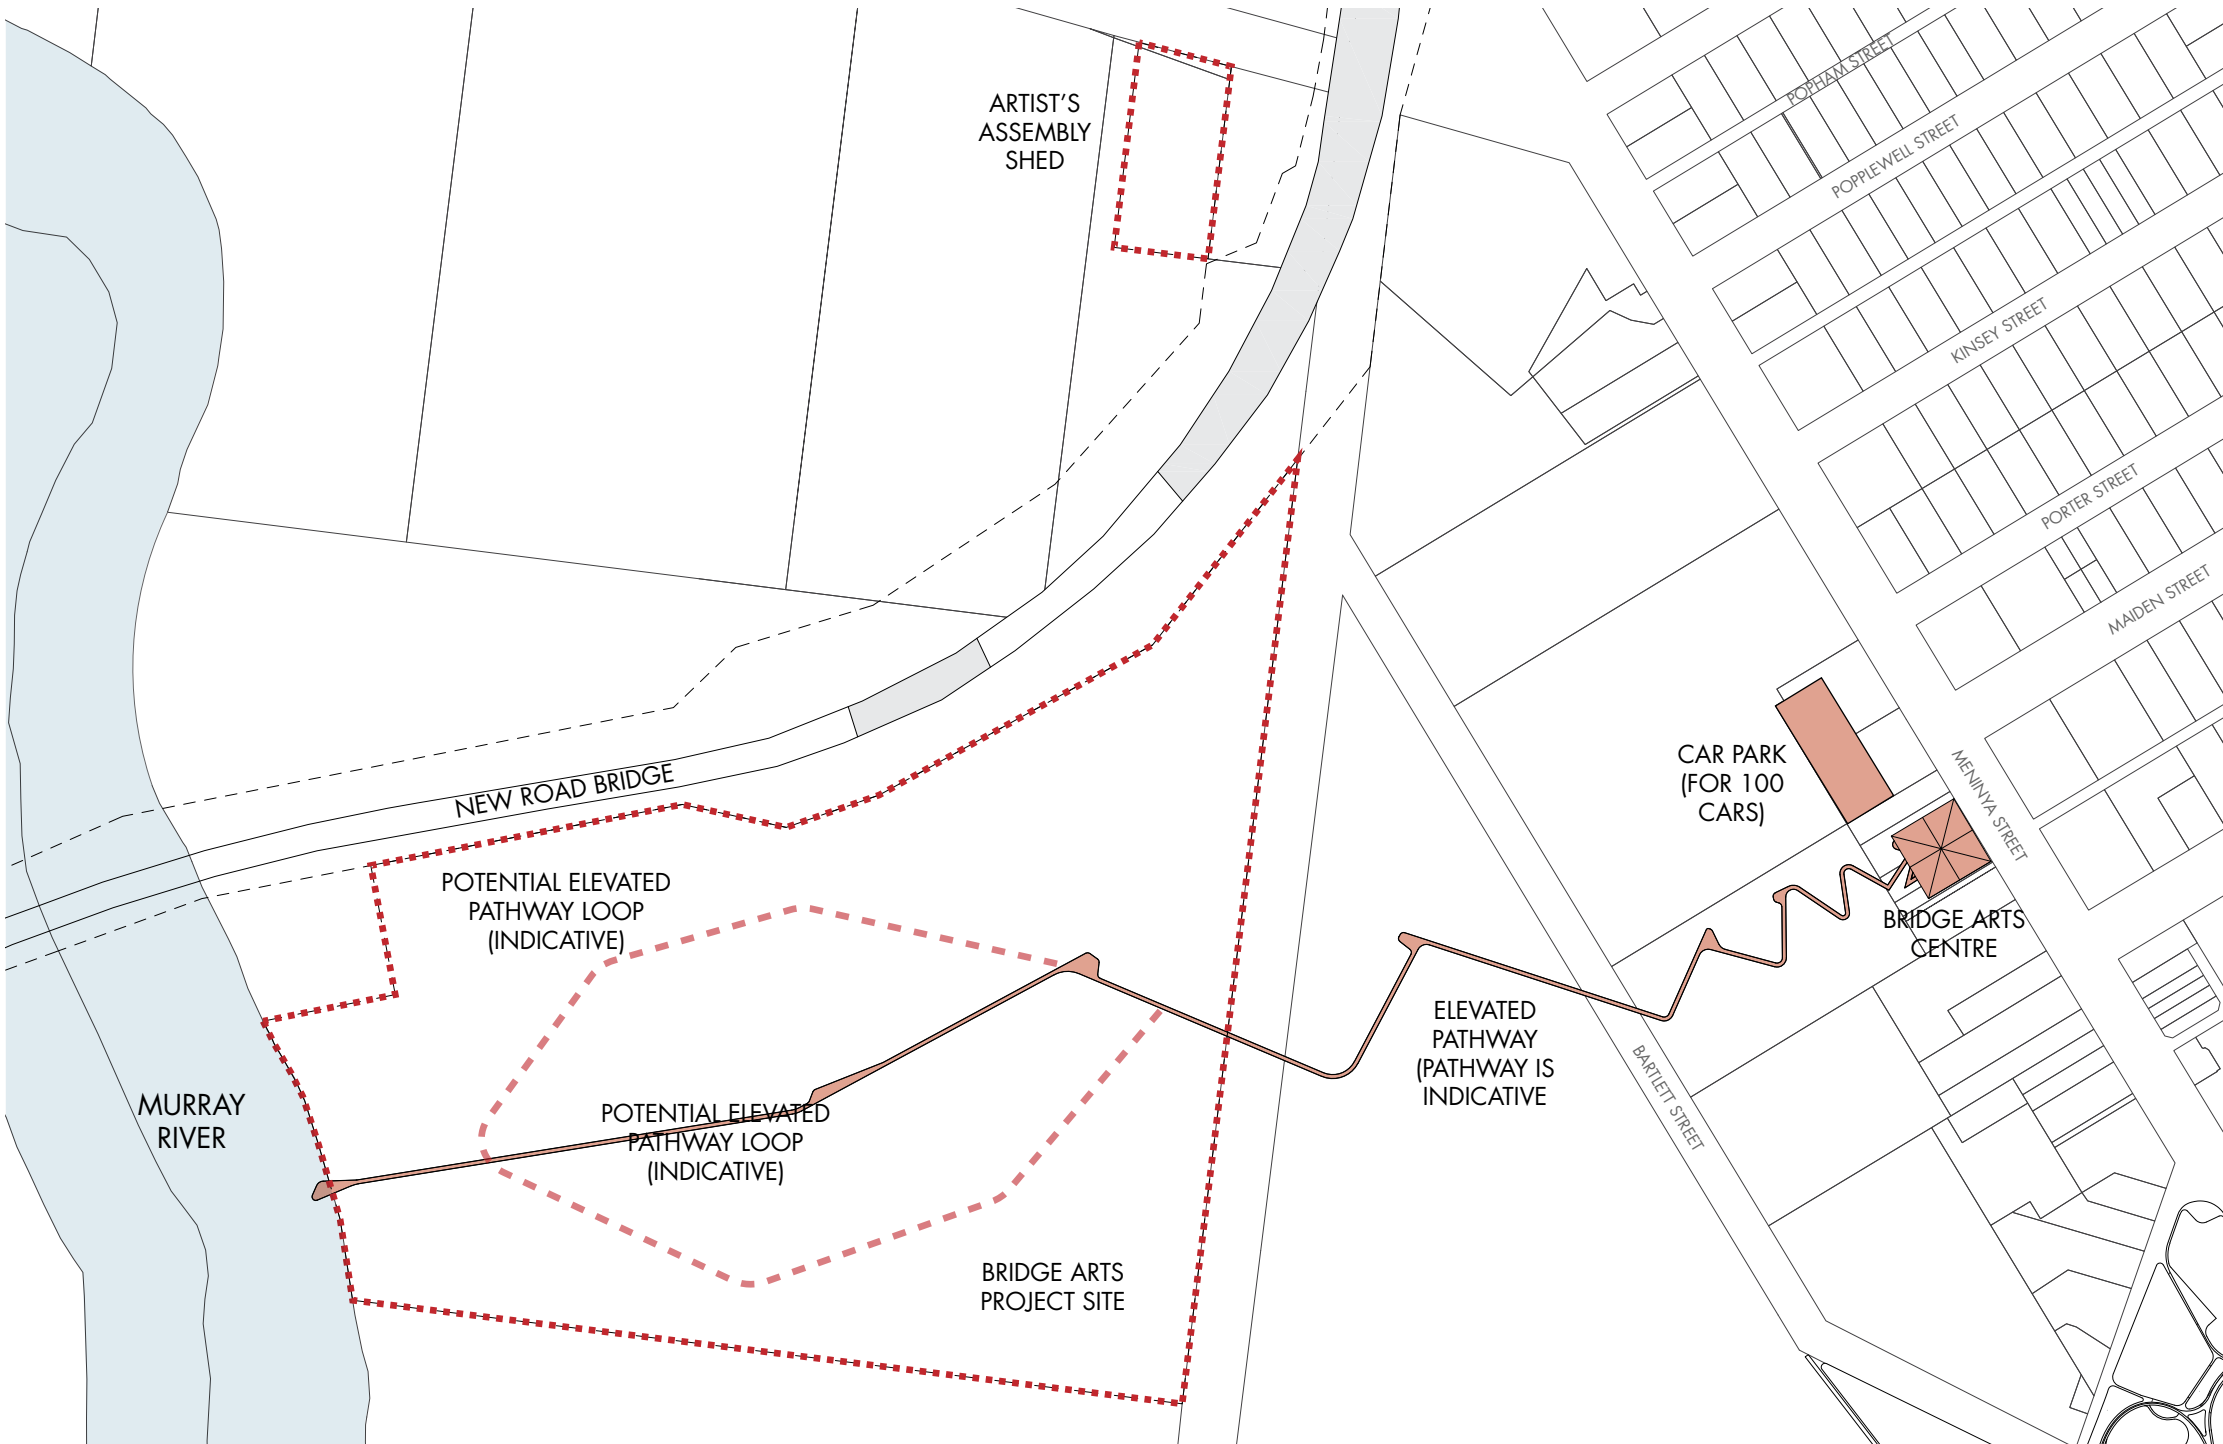 ARTIST'S
ASSEMBLY
SHED
POPHAM STREET
POPPLEWELL STREET
KINSEY STREET
PORTER STREET
MAIDEN STREET
CAR PARK
(FOR 100
CARS)
MENINYA STREET
NEW ROAD BRIDGE
POTENTIAL ELEVATED
PATHWAY LOOP
(INDICATIVE)
BRIDGE ARTS
CENTRE
ELEVATED
PATHWAY
(PATHWAY IS
INDICATIVE
BARTLETT STREET
MURRAY
RIVER
POTENTIAL ELEVATED
PATHWAY LOOP
(INDICATIVE)
BRIDGE ARTS
PROJECT SITE